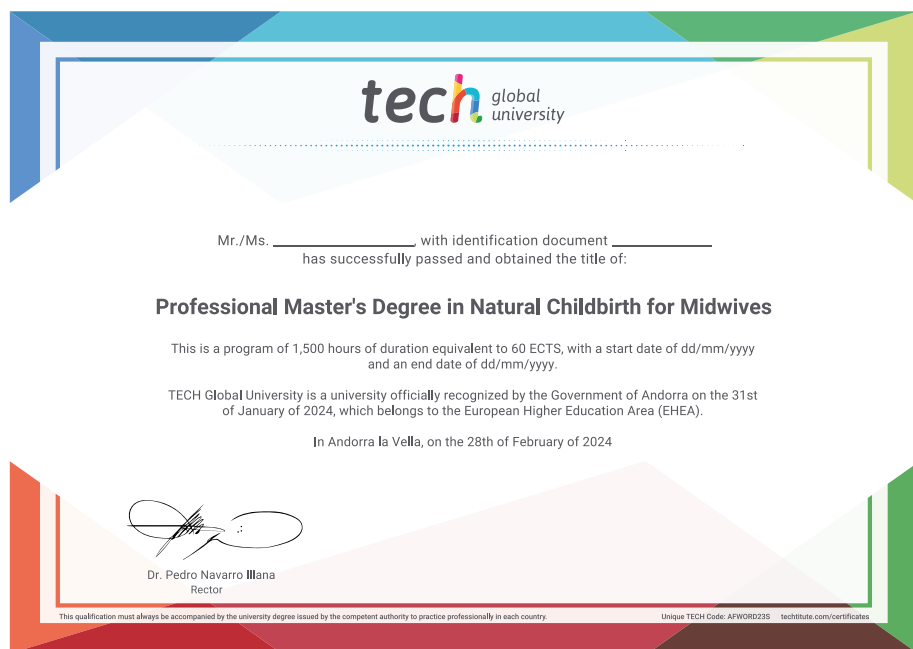 tech global university
Mr./Ms. ____________________, with identification document ______________
has successfully passed and obtained the title of:
Professional Master's Degree in Natural Childbirth for Midwives
This is a program of 1,500 hours of duration equivalent to 60 ECTS, with a start date of dd/mm/yyyy
and an end date of dd/mm/yyyy.
TECH Global University is a university officially recognized by the Government of Andorra on the 31st
of January of 2024, which belongs to the European Higher Education Area (EHEA).
In Andorra la Vella, on the 28th of February of 2024
Dr. Pedro Navarro Illana
Rector
This qualification must always be accompanied by the university degree issued by the competent authority to practice professionally in each country. Unique TECH Code: AFWORD23S techtitute.com/certificates